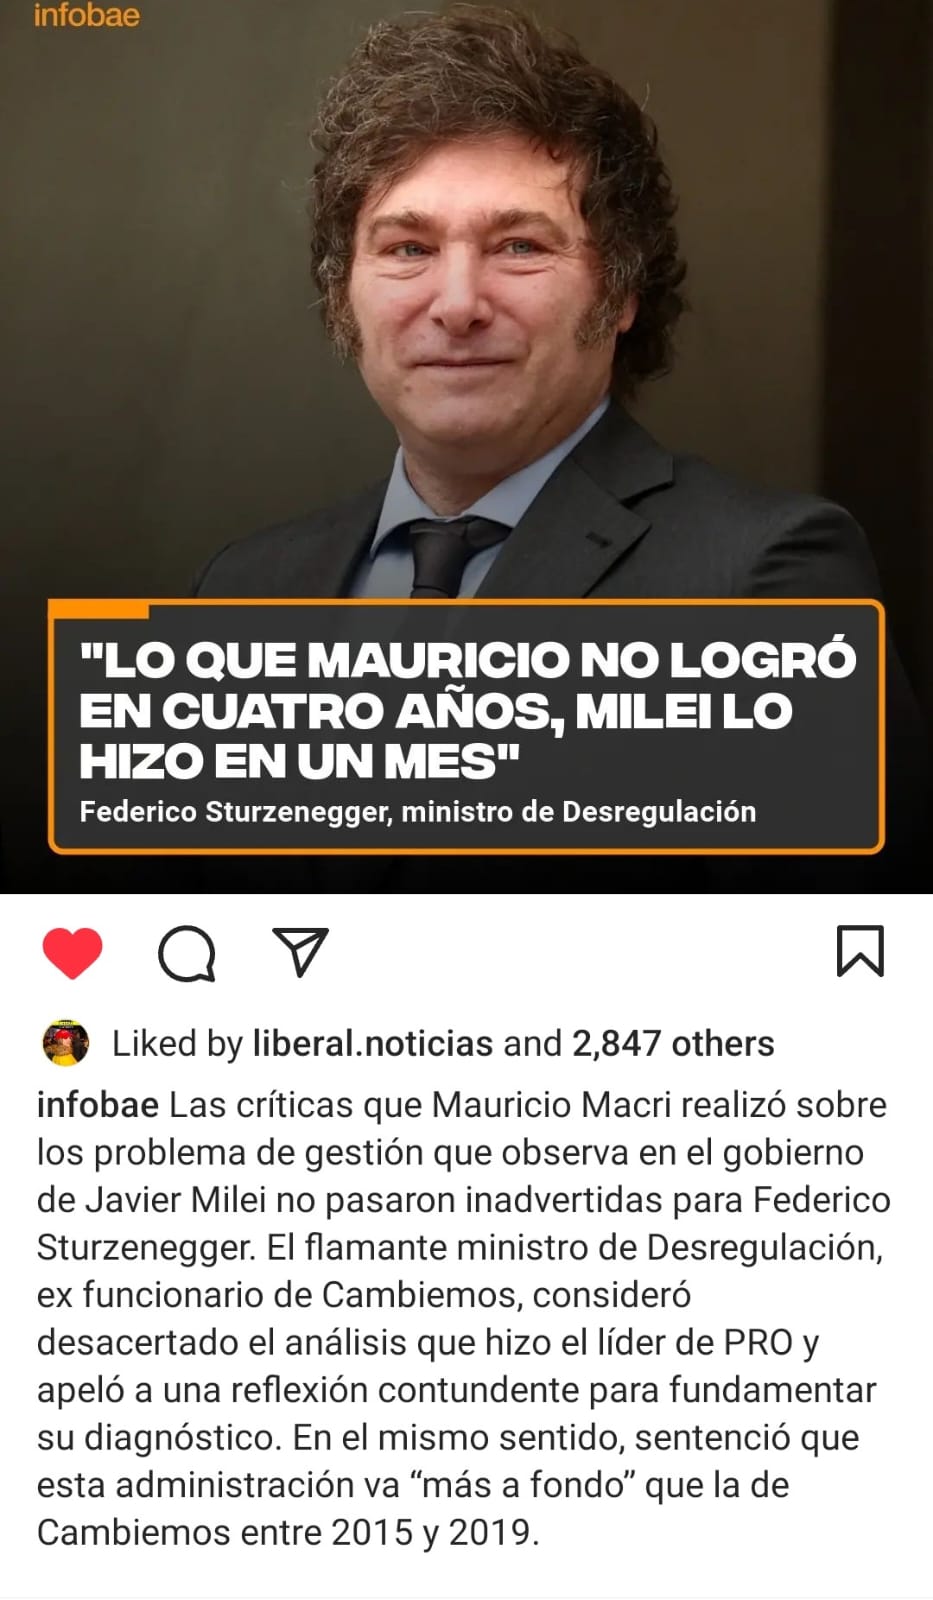 infobae
"LO QUE MAURICIO NO LOGRÓ
EN CUATRO AÑOS, MILEI LO
HIZO EN UN MES"
Federico Sturzenegger, ministro de Desregulación
Liked by liberal.noticias and 2,847 others
infobae Las críticas que Mauricio Macri realizó sobre
los problema de gestión que observa en el gobierno
de Javier Milei no pasaron inadvertidas para Federico
Sturzenegger. El flamante ministro de Desregulación,
ex funcionario de Cambiemos, consideró
desacertado el análisis que hizo el líder de PRO y
apeló a una reflexión contundente para fundamentar
su diagnóstico. En el mismo sentido, sentenció que
esta administración va “más a fondo” que la de
Cambiemos entre 2015 y 2019.